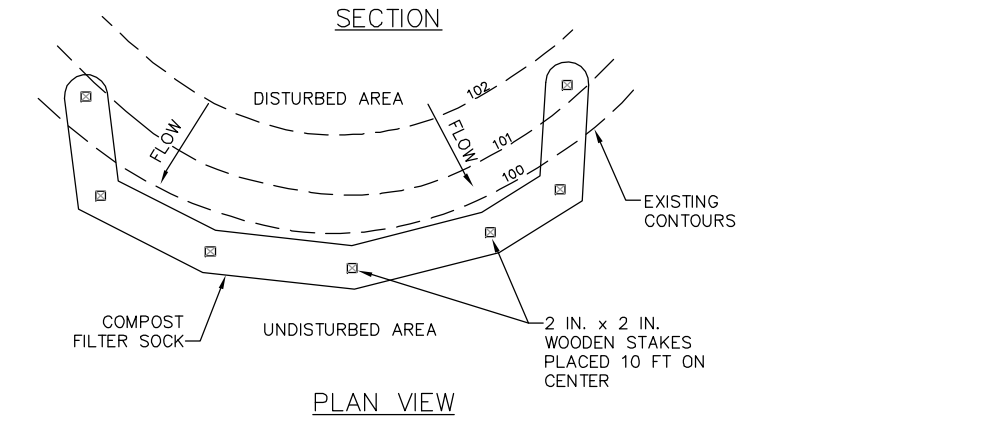 SECTION
102
DISTURBED AREA
FLOW
FLOW
101
100
EXISTING
CONTOURS
COMPOST
FILTER SOCK
UNDISTURBED AREA
2 IN. x 2 IN.
WOODEN STAKES
PLACED 10 FT ON
CENTER
PLAN VIEW